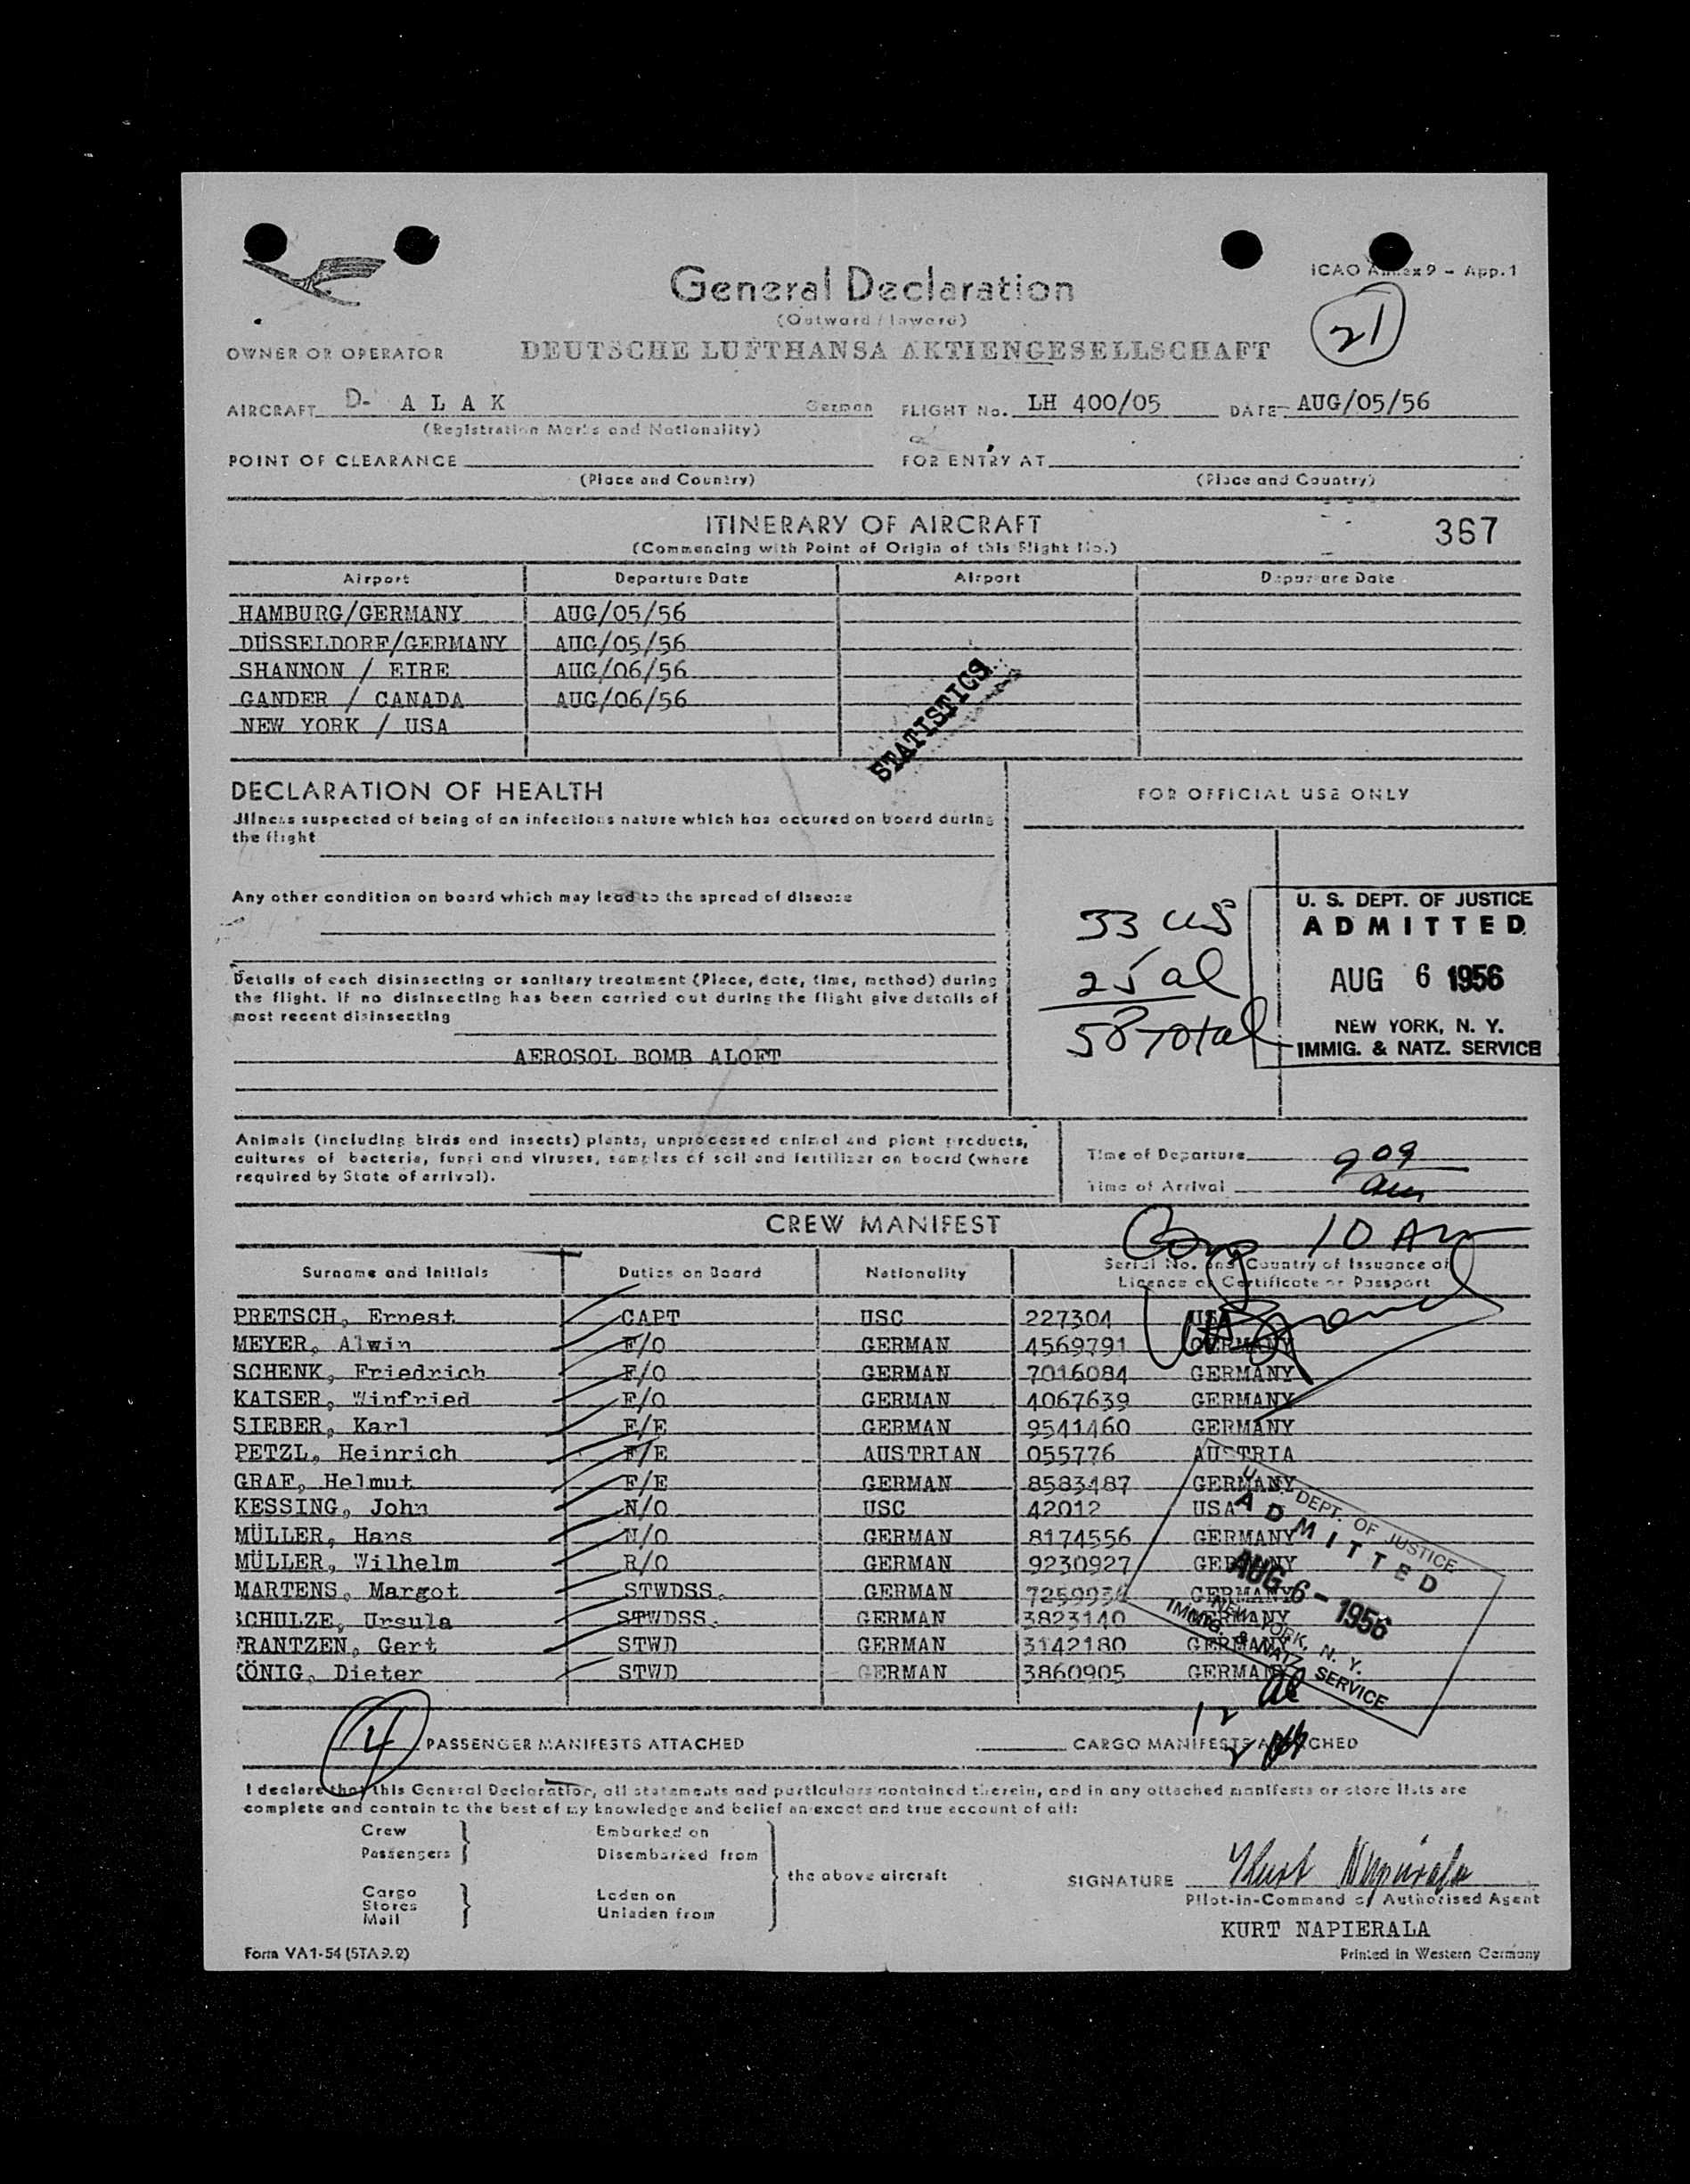 General Declaration
(Outward / Inward)
ICAO Annex 9 - App. 1
21
OWNER OR OPERATOR DEUTSCHE LUFTHANSA AKTIENGESELLSCHAFT
AIRCRAFT D- A L A K German FLIGHT No. LH 400/05 DATE AUG/05/56
(Registration Marks and Nationality)
POINT OF CLEARANCE FOR ENTRY AT
(Place and Country) (Place and Country)
ITINERARY OF AIRCRAFT
367
(Commencing with Point of Origin of this Flight No.)
Airport Departure Date Airport Departure Date
HAMBURG/GERMANY AUG/05/56
DÜSSELDORF/GERMANY AUG/05/56
SHANNON / EIRE AUG/06/56
GANDER / CANADA AUG/06/56
NEW YORK / USA
STATISTICS
DECLARATION OF HEALTH
FOR OFFICIAL USE ONLY
Jllness suspected of being of an infectious nature which has occured on board during
the flight
Any other condition on board which may lead to the spread of disease
33 US
25 al
58 Total
U. S. DEPT. OF JUSTICE
ADMITTED
AUG 6 1956
NEW YORK, N. Y.
IMMIG. & NATZ. SERVICE
Details of each disinsecting or sanitary treatment (Place, date, time, method) during
the flight. If no disinsecting has been carried out during the flight give details of
most recent disinsecting
AEROSOL BOMB ALOFT
Animals (including birds and insects) plants, unprocessed animal and plant products,
cultures of bacteria, fungi and viruses, samples of soil and fertilizer on board (where
required by State of arrival).
Time of Departure 9 09
Time of Arrival am
CREW MANIFEST
10 AM
Surname and Initials Duties on Board Nationality Serial No. and Country of Issuance of
Licence or Certificate or Passport
PRETSCH, Ernest CAPT USC 227304 USA
MEYER, Alwin F/O GERMAN 4569791 GERMANY
SCHENK, Friedrich F/O GERMAN 7016084 GERMANY
KAISER, Winfried F/O GERMAN 4067639 GERMANY
SIEBER, Karl F/E GERMAN 9541460 GERMANY
PETZL, Heinrich F/E AUSTRIAN 055776 AUSTRIA
GRAF, Helmut F/E GERMAN 8583487 GERMANY
KESSING, John N/O USC 42012 USA
MÜLLER, Hans N/O GERMAN 8174556 GERMANY
MÜLLER, Wilhelm R/O GERMAN 9230927 GERMANY
MARTENS, Margot STWDSS. GERMAN GERMANY
SCHULZE, Ursula STWDSS. GERMAN 3823140 GERMANY
FRANTZEN, Gert STWD GERMAN 3142180 GERMANY
KÖNIG, Dieter STWD GERMAN 3860905 GERMANY
U. S. DEPT. OF JUSTICE
ADMITTED
AUG 6 - 1956
NEW YORK, N. Y.
IMMIG. & NATZ. SERVICE
12 al
4 PASSENGER MANIFESTS ATTACHED CARGO MANIFESTS ATTACHED
2
I declare that this General Declaration, all statements and particulars contained therein, and in any attached manifests or store lists are
complete and contain to the best of my knowledge and belief an exact and true account of all:
Crew Embarked on
Passengers Disembarked from
the above aircraft
Cargo Laden on
Stores
Mail Unladen from
SIGNATURE Kurt Napierala
Pilot-in-Command or Authorised Agent
KURT NAPIERALA
Form VA1-54 (STA 9.2) Printed in Western Germany